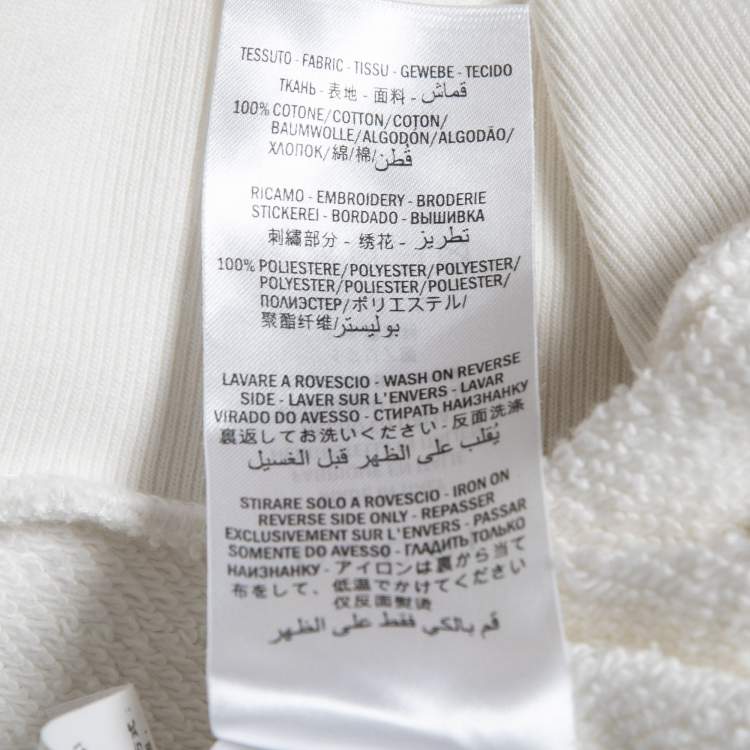 TESSUTO - FABRIC - TISSU - GEWEBE - TECIDO
ТКАНЬ - 表地 - 面料 - قماش
100% COTONE/COTTON/COTON/
BAUMWOLLE/ALGODÓN/ALGODÃO/
ХЛОПОК/綿/棉/قُطن
RICAMO - EMBROIDERY - BRODERIE
STICKEREI - BORDADO - ВЫШИВКА
刺繍部分 - 绣花 - تطريز
100% POLIESTERE/POLYESTER/POLYESTER/
POLYESTER/POLIESTER/POLIESTER/
ПОЛИЭСТЕР/ポリエステル/
聚酯纤维/بوليستر
LAVARE A ROVESCIO - WASH ON REVERSE
SIDE - LAVER SUR L'ENVERS - LAVAR
VIRADO DO AVESSO - СТИРАТЬ НАИЗНАНКУ
裏返してお洗いください - 反面洗涤
يُقلب على الظهر قبل الغسيل
STIRARE SOLO A ROVESCIO - IRON ON
REVERSE SIDE ONLY - REPASSER
EXCLUSIVEMENT SUR L'ENVERS - PASSAR
SOMENTE DO AVESSO - ГЛАДИТЬ ТОЛЬКО
НАИЗНАНКУ - アイロンは裏から当て
布をして、低温でかけてください
仅反面熨烫
قم بالكي فقط على الظهر